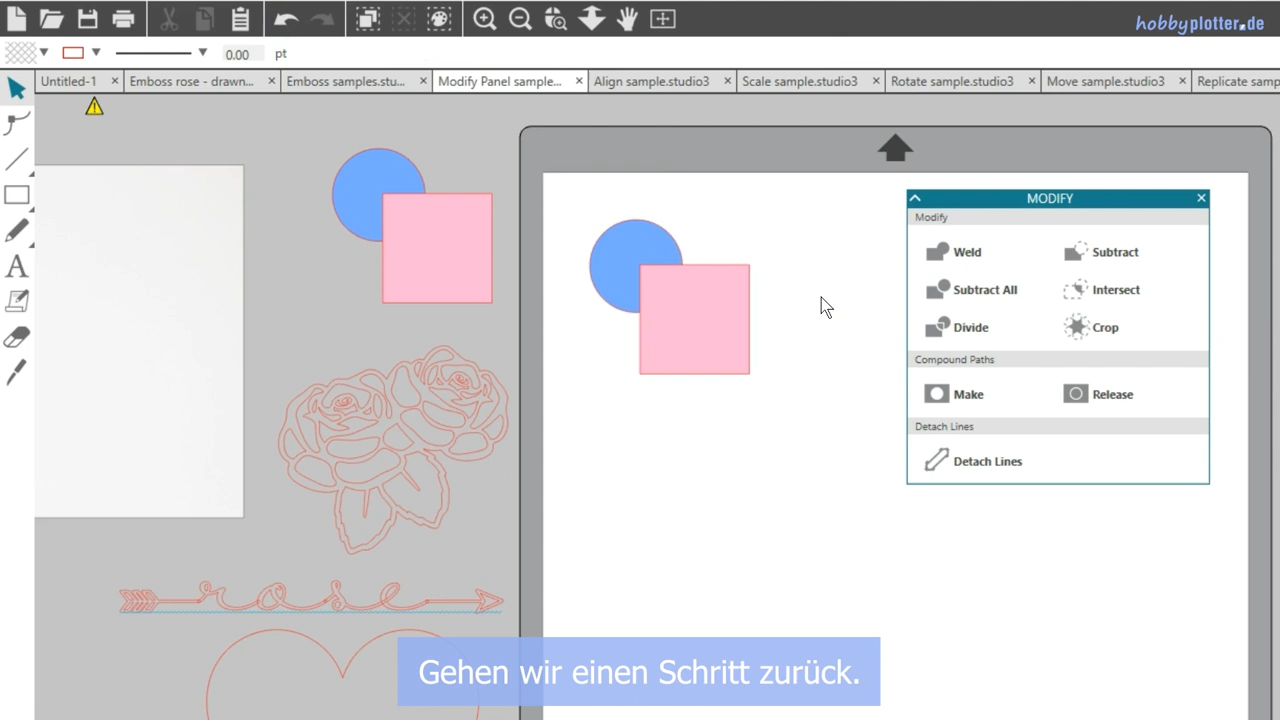 hobbyplotter.de
0.00 pt
Untitled-1
Emboss rose - drawn...
Emboss samples.stu...
Modify Panel sample...
Align sample.studio3
Scale sample.studio3
Rotate sample.studio3
Move sample.studio3
Replicate samp
MODIFY
Modify
Weld
Subtract
Subtract All
Intersect
Divide
Crop
Compound Paths
Make
Release
Detach Lines
Detach Lines
rose
Gehen wir einen Schritt zurück.